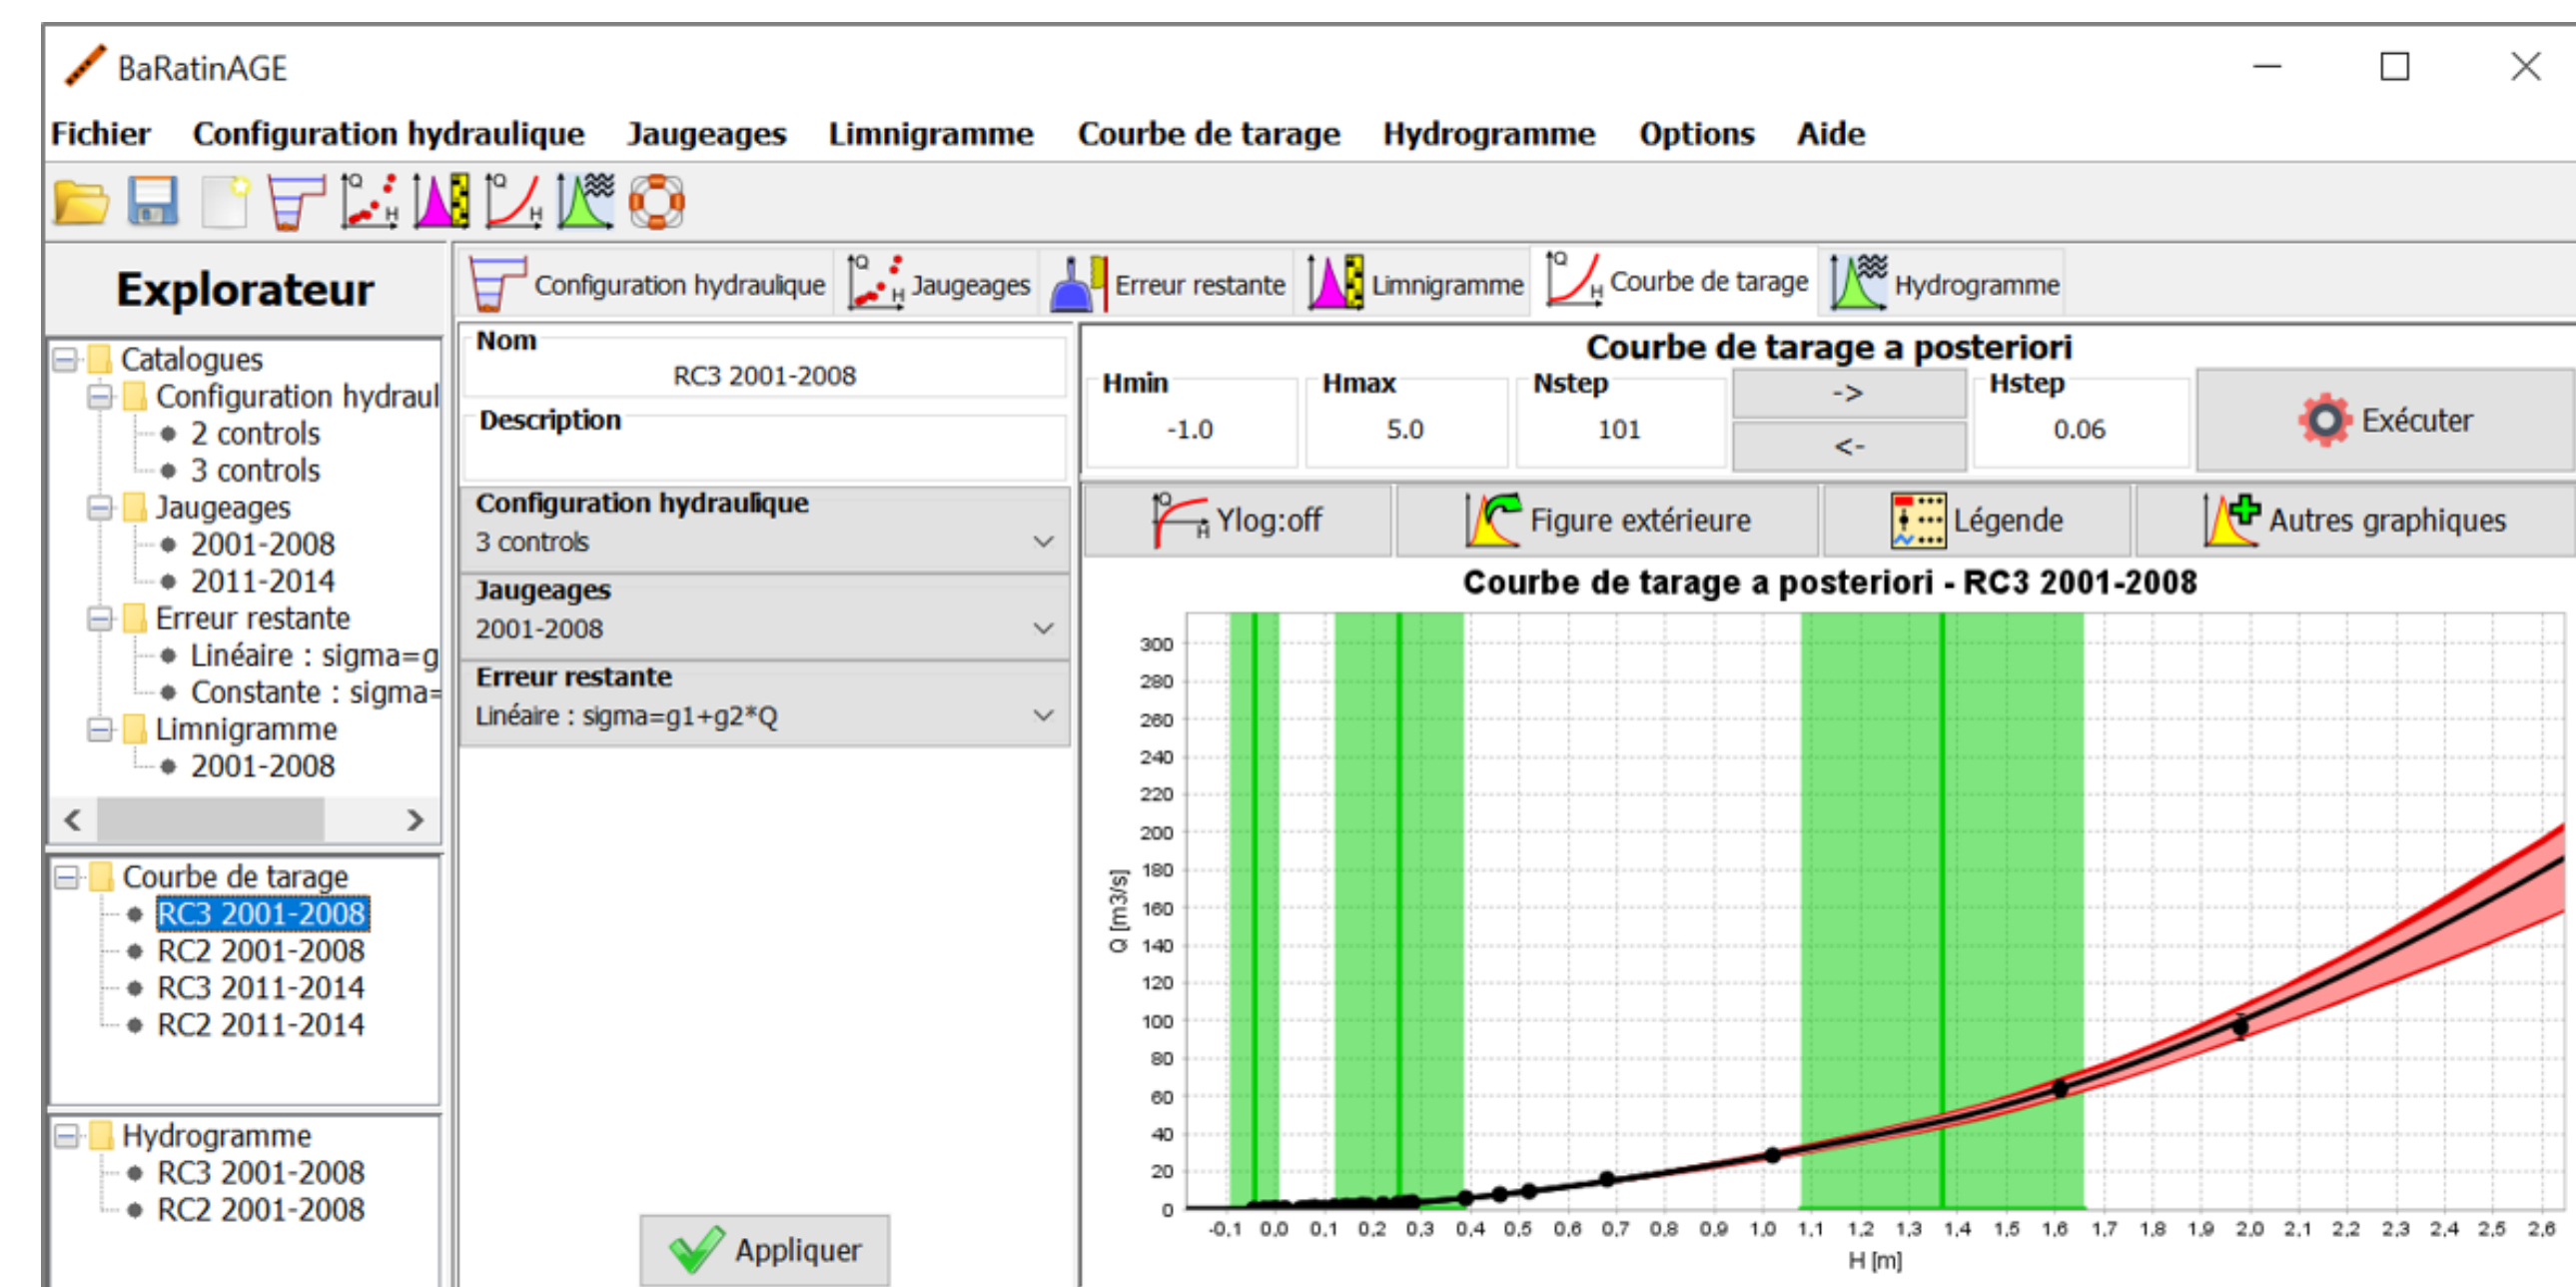 BaRatinAGE
Fichier Configuration hydraulique Jaugeages Limnigramme Courbe de tarage Hydrogramme Options Aide
Explorateur
Catalogues
Configuration hydraul
2 controls
3 controls
Jaugeages
2001-2008
2011-2014
Erreur restante
Linéaire : sigma=g
Constante : sigma=
Limnigramme
2001-2008
Courbe de tarage
RC3 2001-2008
RC2 2001-2008
RC3 2011-2014
RC2 2011-2014
Hydrogramme
RC3 2001-2008
RC2 2001-2008
Configuration hydraulique Jaugeages Erreur restante Limnigramme Courbe de tarage Hydrogramme
Nom
RC3 2001-2008
Description
Configuration hydraulique
3 controls
Jaugeages
2001-2008
Erreur restante
Linéaire : sigma=g1+g2*Q
Appliquer
Courbe de tarage a posteriori
Hmin Hmax Nstep -> Hstep
-1.0 5.0 101 <- 0.06
Exécuter
Ylog:off Figure extérieure Légende Autres graphiques
Courbe de tarage a posteriori - RC3 2001-2008
300
280
260
240
220
200
180
160
140
120
100
80
60
40
20
0
Q [m3/s]
-0,1 0,0 0,1 0,2 0,3 0,4 0,5 0,6 0,7 0,8 0,9 1,0 1,1 1,2 1,3 1,4 1,5 1,6 1,7 1,8 1,9 2,0 2,1 2,2 2,3 2,4 2,5 2,6
H [m]